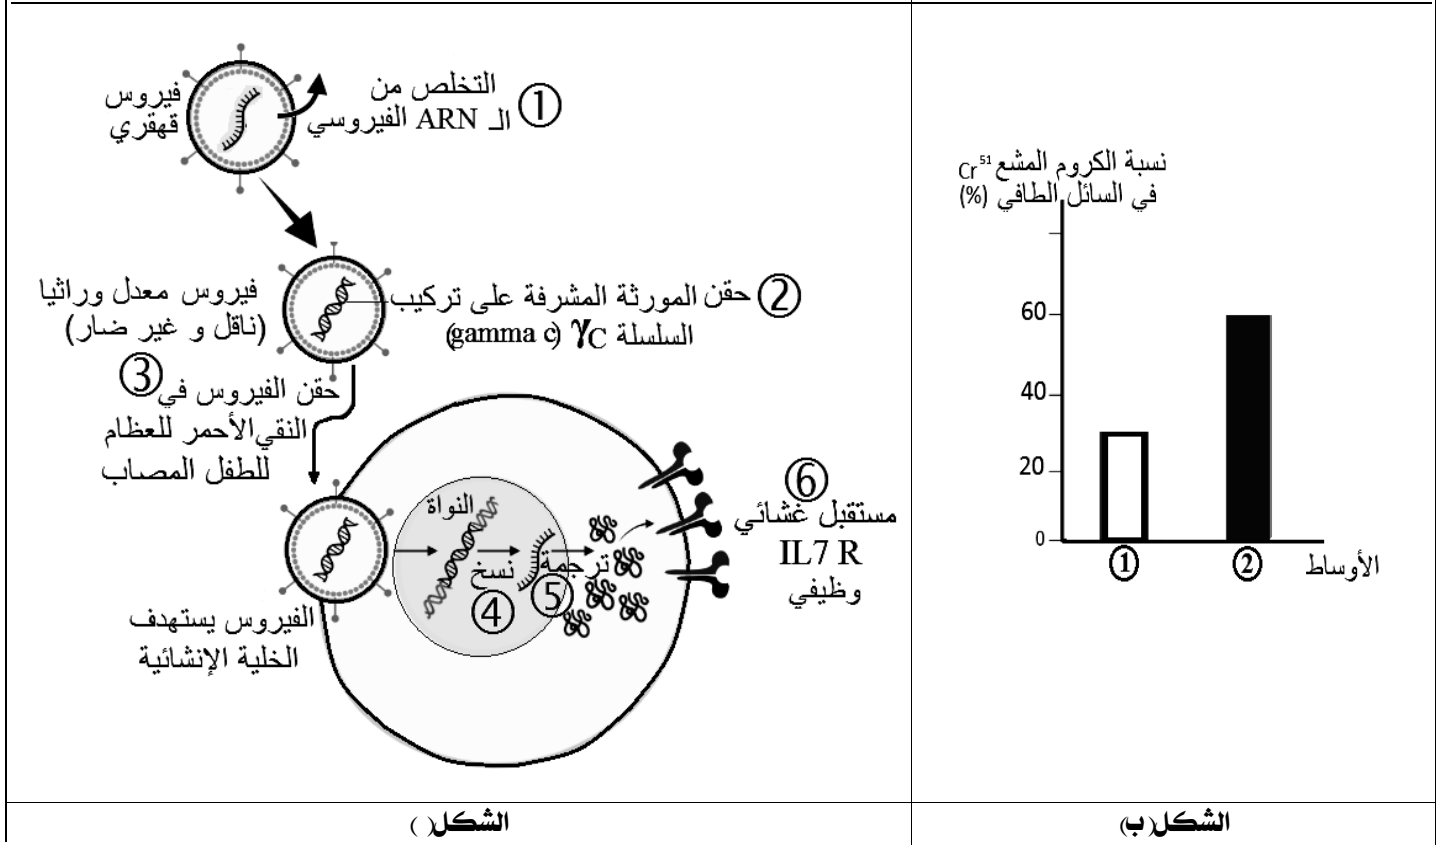 فيروس
قهقري
التخلص من ①
الـ ARN الفيروسي
فيروس معدل وراثيا
(ناقل و غير ضار)
② حقن المورثة المشرفة على تركيب
السلسلة γC (gamma c)
③ حقن الفيروس في
النقي الأحمر للعظام
للطفل المصاب
النواة
نسخ
④
ترجمة
⑤
⑥
مستقبل غشائي
IL7 R
وظيفي
الفيروس يستهدف
الخلية الإنشائية
الشكل( )
نسبة الكروم المشع Cr⁵¹
في السائل الطافي (%)
60
40
20
0
① ② الأوساط
الشكل(ب)